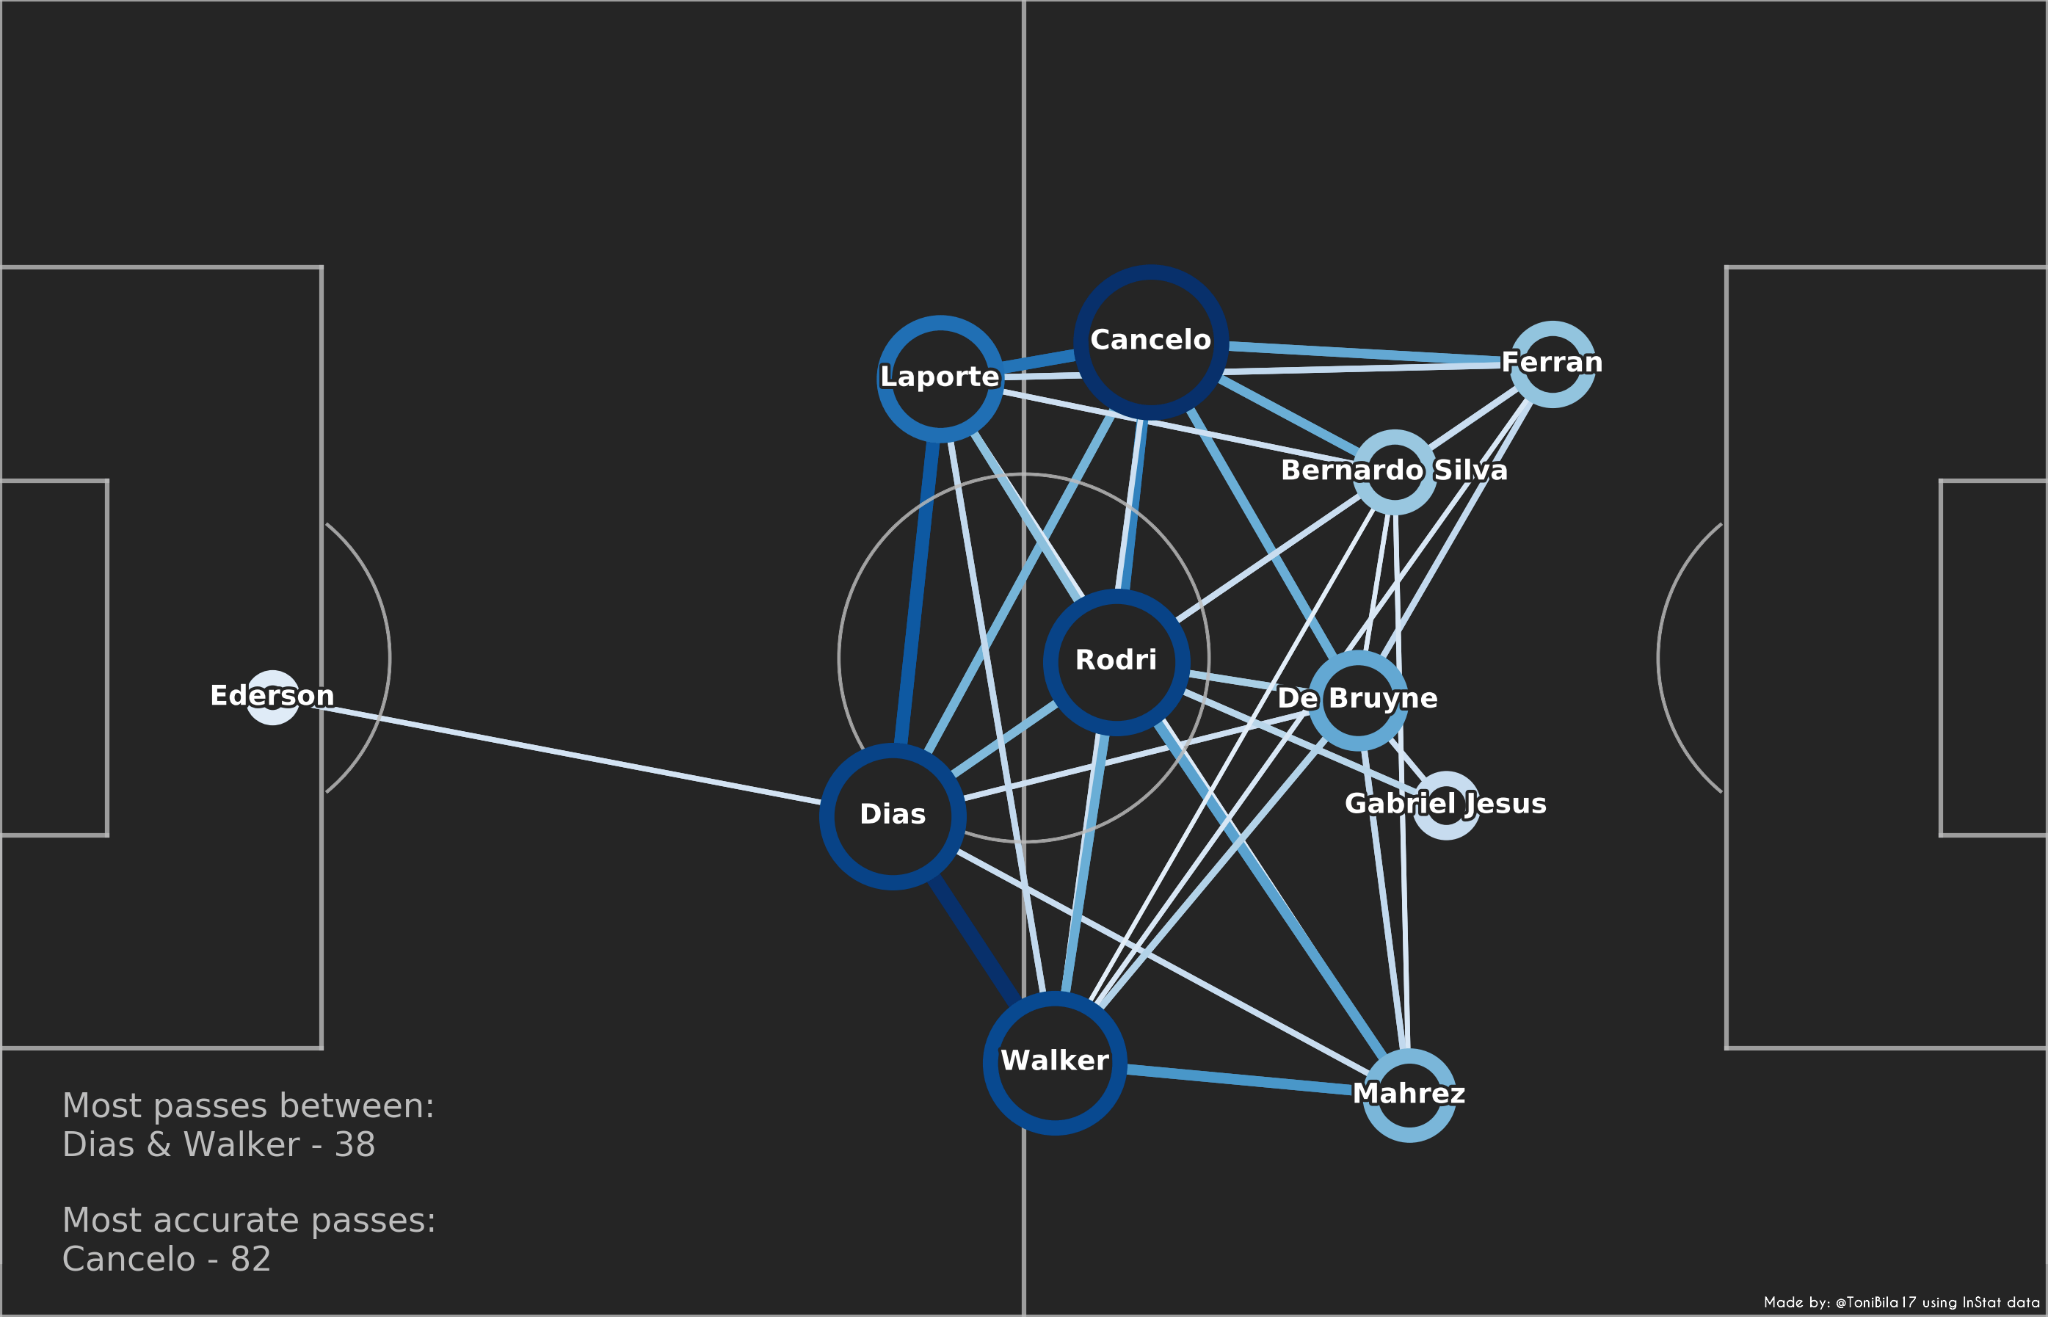 Cancelo
Ferran
Laporte
Bernardo Silva
Rodri
Ederson
De Bruyne
Gabriel Jesus
Dias
Walker
Mahrez
Most passes between:
Dias & Walker - 38
Most accurate passes:
Cancelo - 82
Made by: @ToniBila17 using InStat data